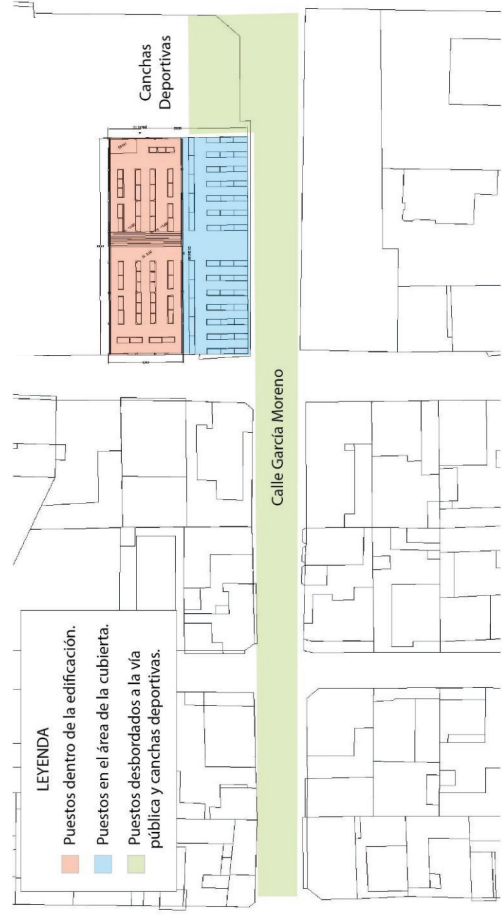 LEYENDA
Puestos dentro de la edificación.
Puestos en el área de la cubierta.
Puestos desbordados a la vía
pública y canchas deportivas.
Calle García Moreno
Canchas
Deportivas